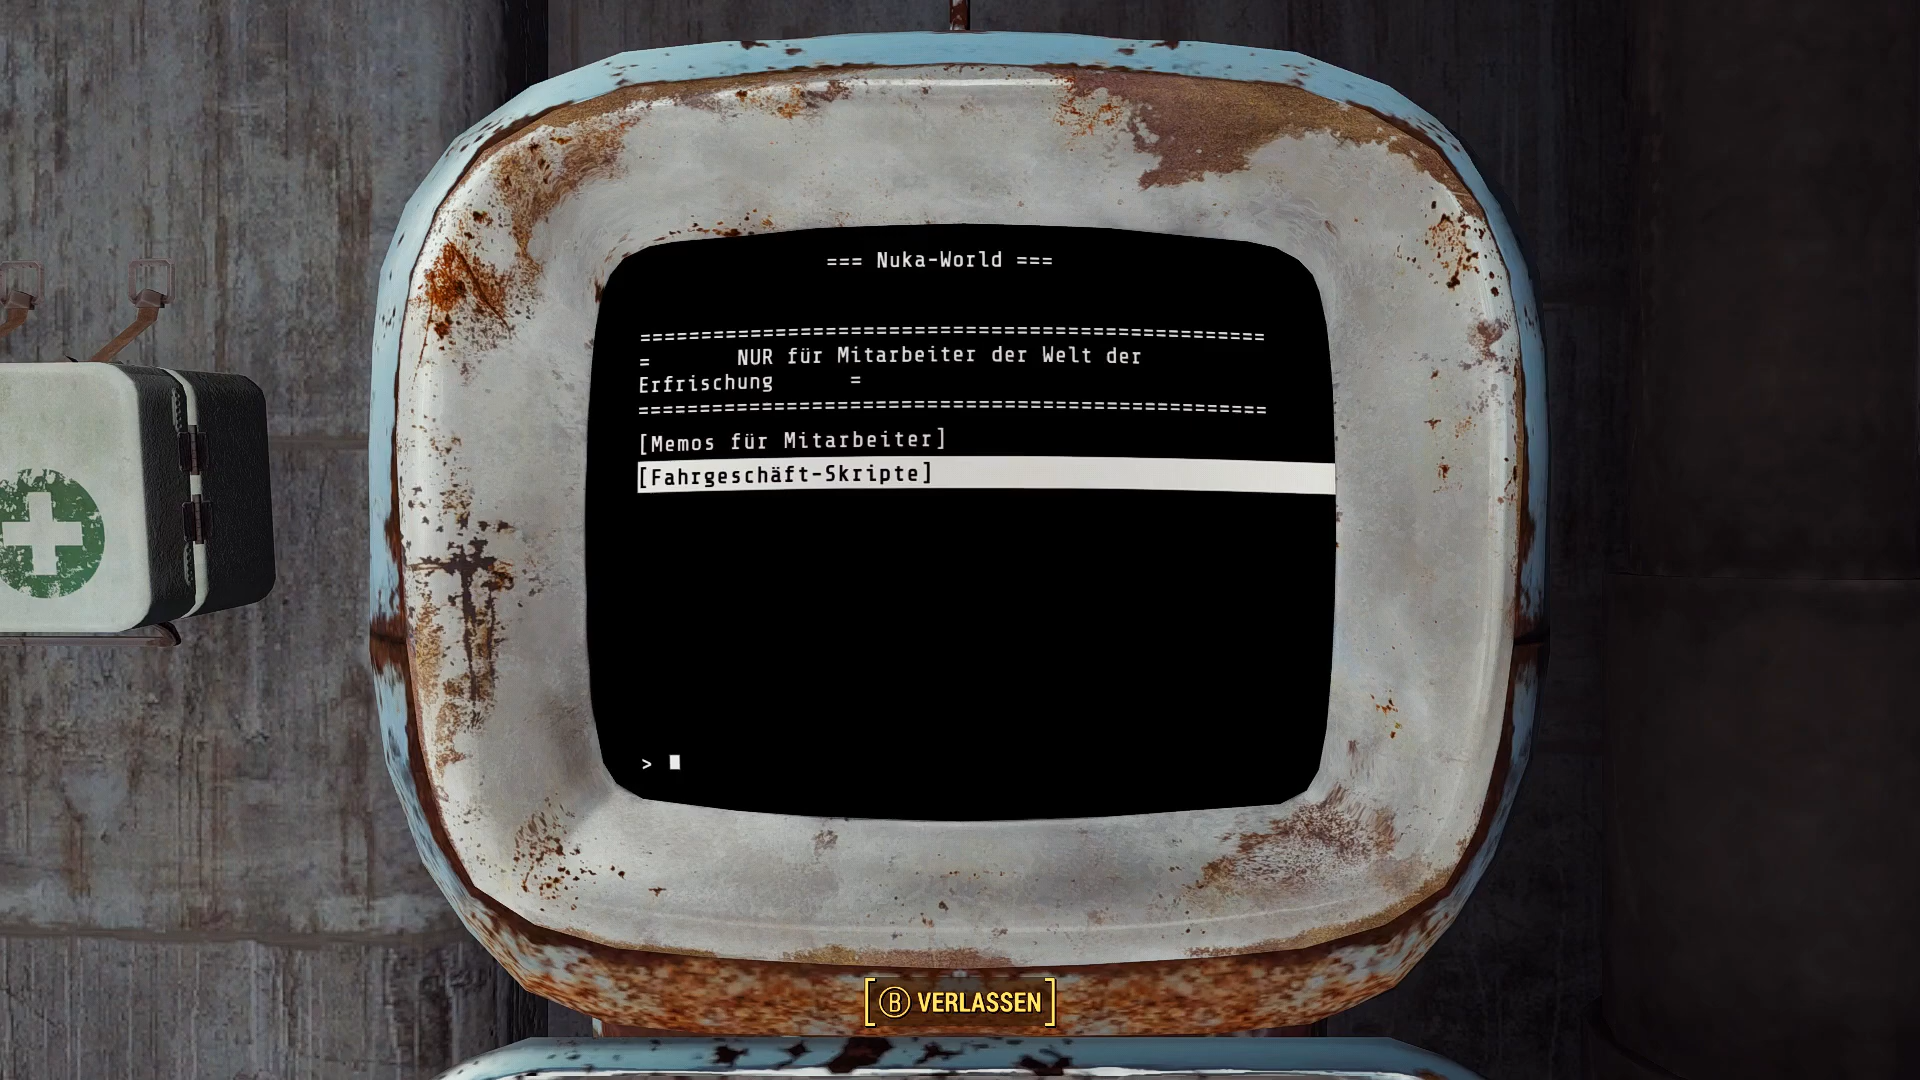 === Nuka-World ===
===================================================
=       NUR für Mitarbeiter der Welt der
Erfrischung      =
===================================================
[Memos für Mitarbeiter]
[Fahrgeschäft-Skripte]
>
[Ⓑ VERLASSEN]